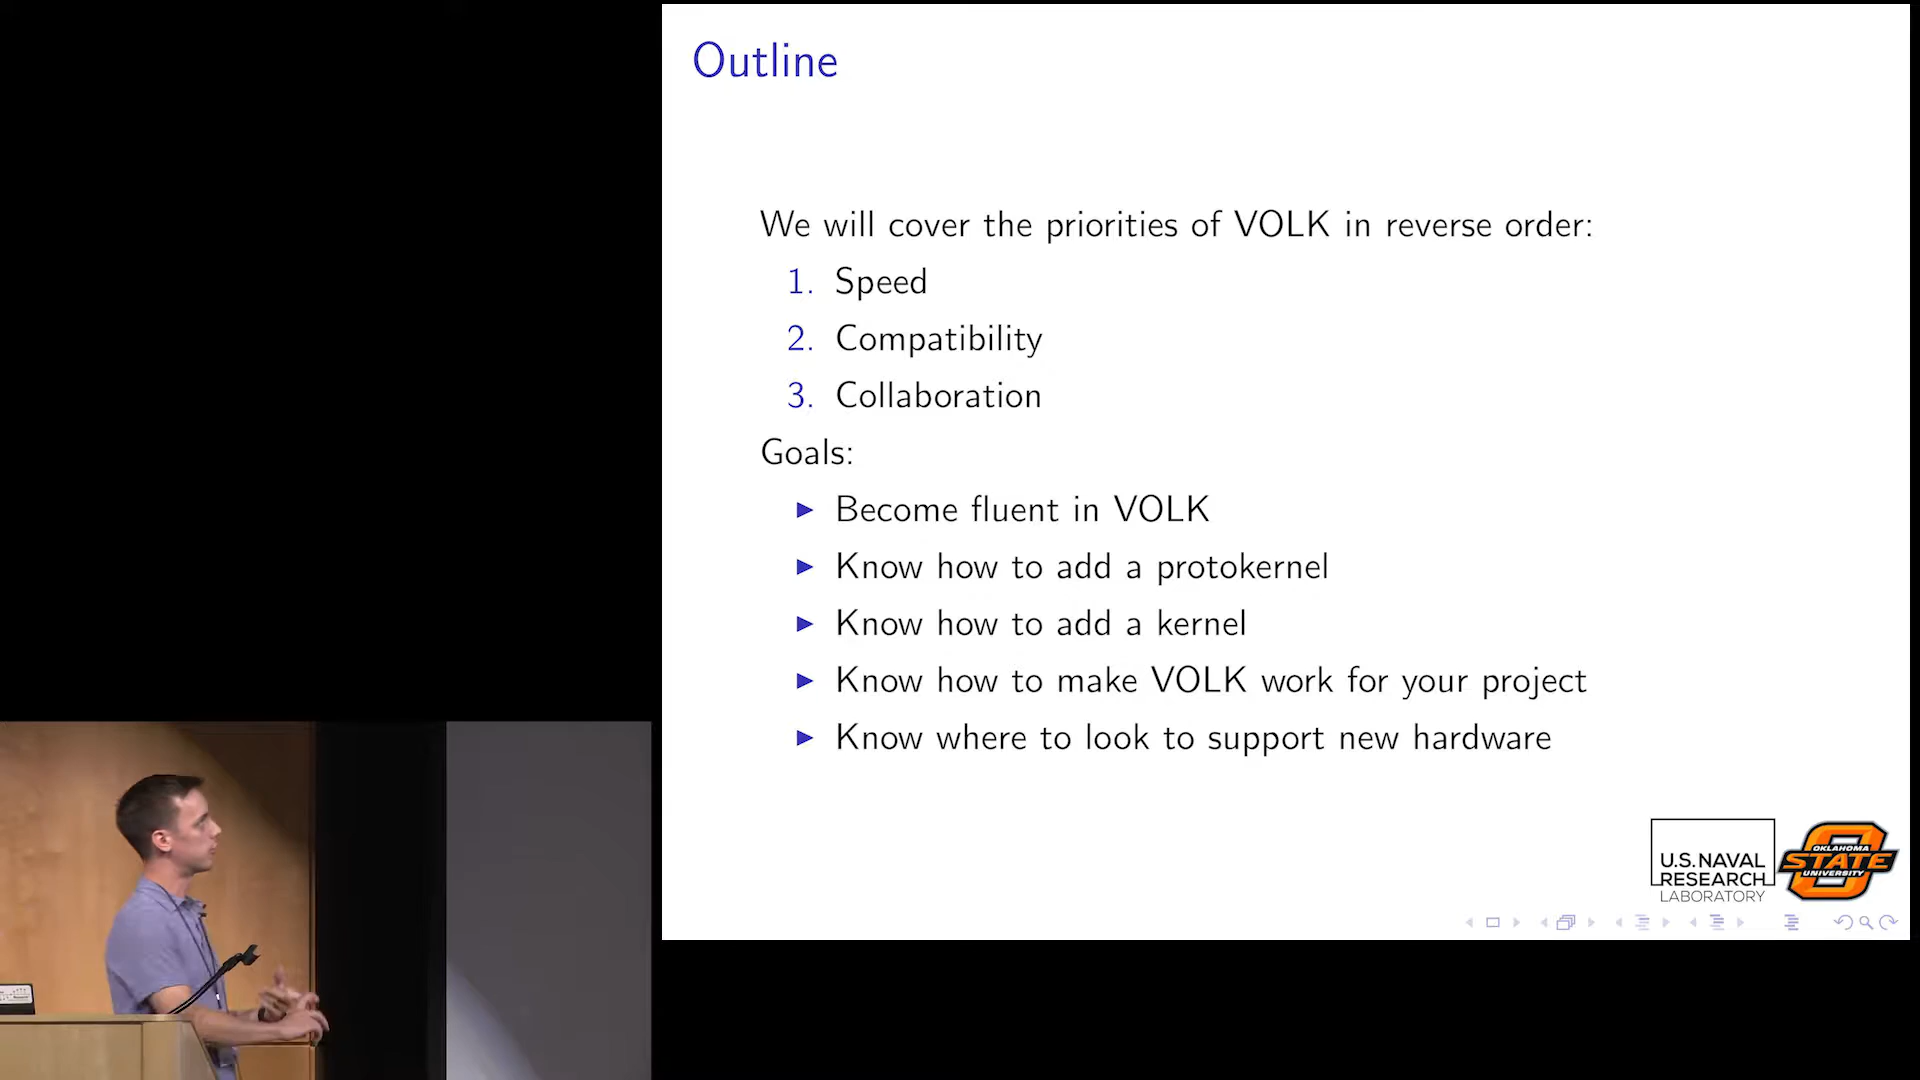 Outline
We will cover the priorities of VOLK in reverse order:
1. Speed
2. Compatibility
3. Collaboration
Goals:
▶ Become fluent in VOLK
▶ Know how to add a protokernel
▶ Know how to add a kernel
▶ Know how to make VOLK work for your project
▶ Know where to look to support new hardware
U.S. NAVAL
RESEARCH
LABORATORY
OKLAHOMA
STATE
UNIVERSITY